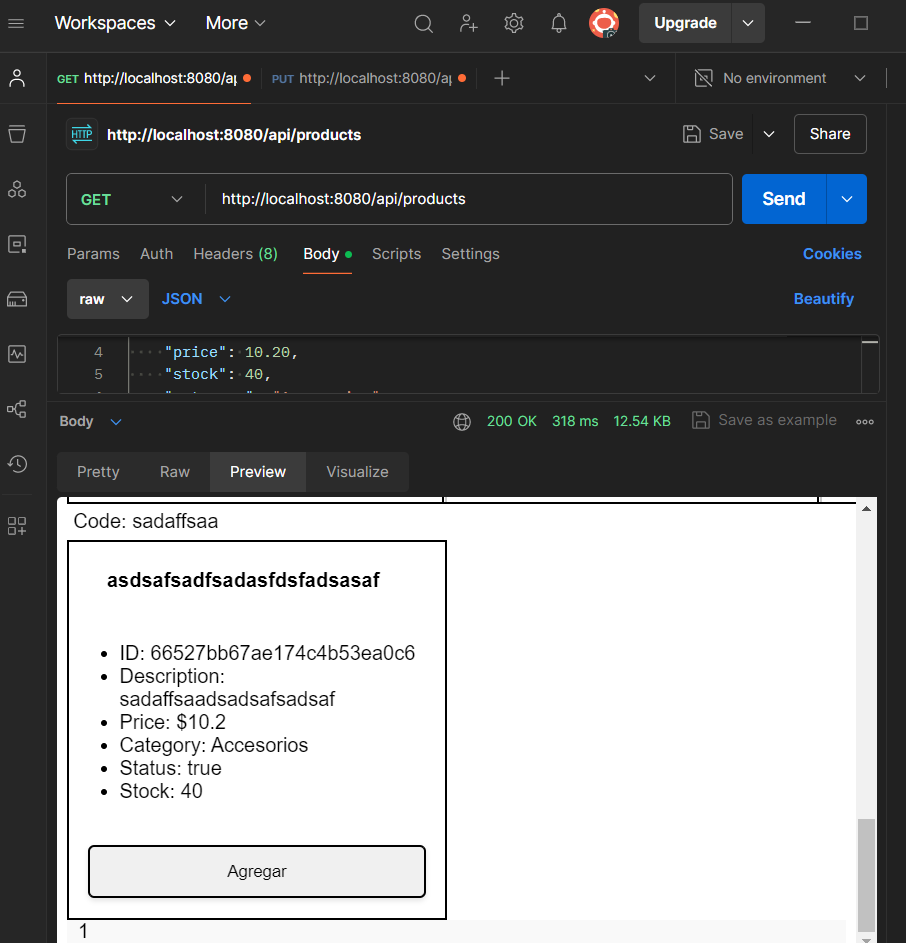 Workspaces More Upgrade
GET http://localhost:8080/ap PUT http://localhost:8080/ap No environment
HTTP http://localhost:8080/api/products Save Share
GET http://localhost:8080/api/products Send
Params Auth Headers (8) Body Scripts Settings Cookies
raw JSON Beautify
4 "price": 10.20,
5 "stock": 40,
Body 200 OK 318 ms 12.54 KB Save as example
Pretty Raw Preview Visualize
Code: sadaffsaa
asdsafsadfsadasfdsfadsasaf
ID: 66527bb67ae174c4b53ea0c6
Description:
sadaffsaadsadsafsadsaf
Price: $10.2
Category: Accesorios
Status: true
Stock: 40
Agregar
1